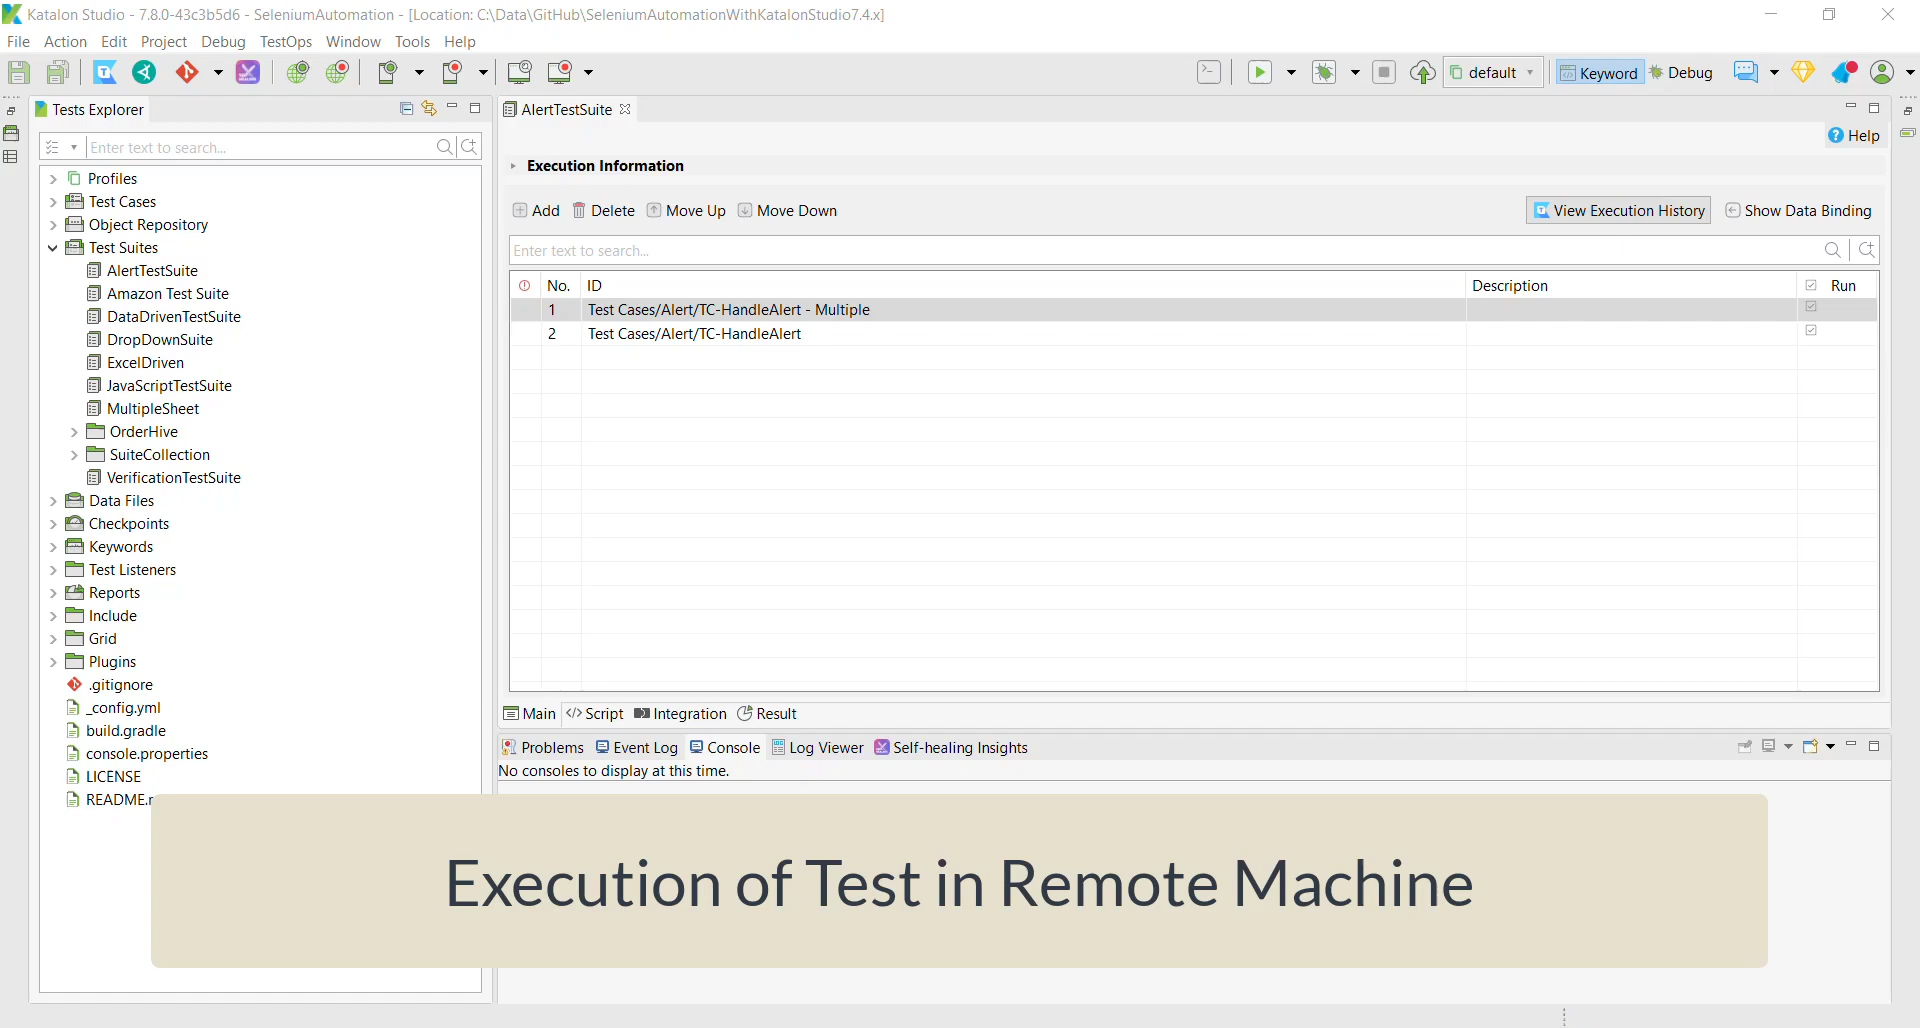 Katalon Studio - 7.8.0-43c3b5d6 - SeleniumAutomation - [Location: C:\Data\GitHub\SeleniumAutomationWithKatalonStudio7.4.x]
File Action Edit Project Debug TestOps Window Tools Help
default Keyword Debug
Tests Explorer
AlertTestSuite
Help
Enter text to search...
Execution Information
Profiles
Test Cases
Object Repository
Test Suites
AlertTestSuite
Amazon Test Suite
DataDrivenTestSuite
DropDownSuite
ExcelDriven
JavaScriptTestSuite
MultipleSheet
OrderHive
SuiteCollection
VerificationTestSuite
Data Files
Checkpoints
Keywords
Test Listeners
Reports
Include
Grid
Plugins
.gitignore
_config.yml
build.gradle
console.properties
LICENSE
Add Delete Move Up Move Down View Execution History Show Data Binding
Enter text to search...
No. ID Description Run
1 Test Cases/Alert/TC-HandleAlert - Multiple
2 Test Cases/Alert/TC-HandleAlert
Main Script Integration Result
Problems Event Log Console Log Viewer Self-healing Insights
No consoles to display at this time.
Execution of Test in Remote Machine